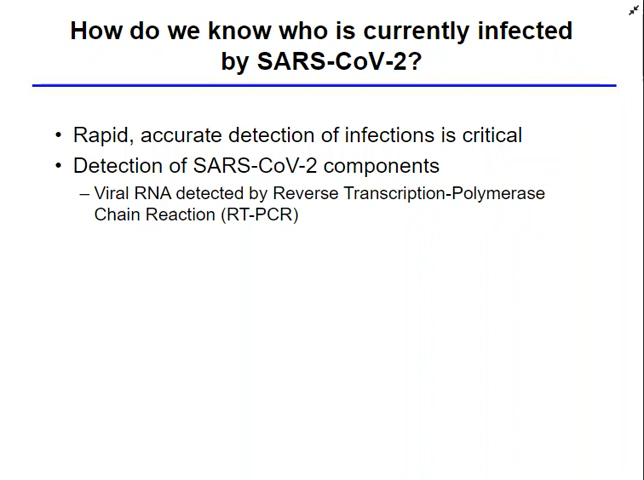 How do we know who is currently infected
by SARS-CoV-2?
• Rapid, accurate detection of infections is critical
• Detection of SARS-CoV-2 components
– Viral RNA detected by Reverse Transcription-Polymerase
Chain Reaction (RT-PCR)